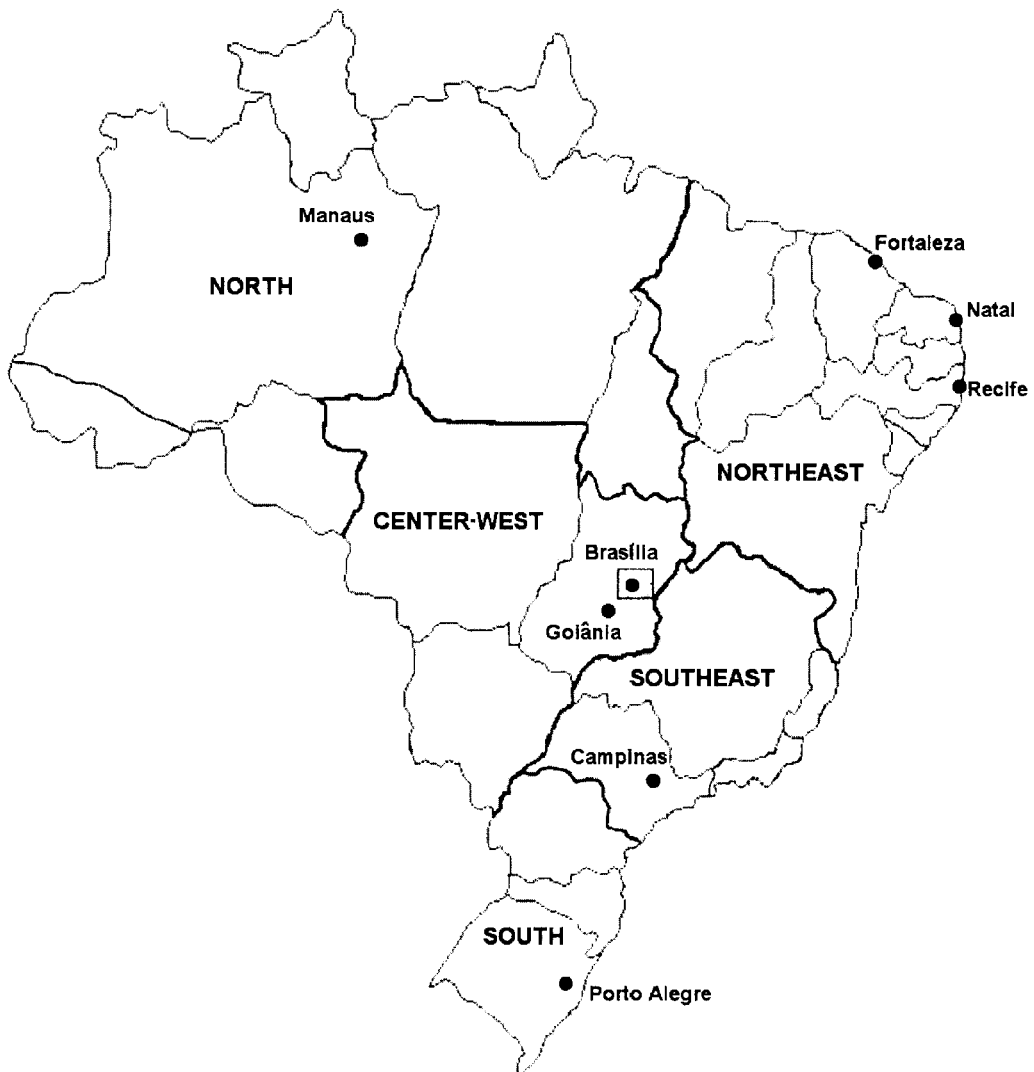 Manaus
Fortaleza
NORTH
Natal
Recife
NORTHEAST
CENTER-WEST
Brasília
Goiânia
SOUTHEAST
Campinas
SOUTH
Porto Alegre